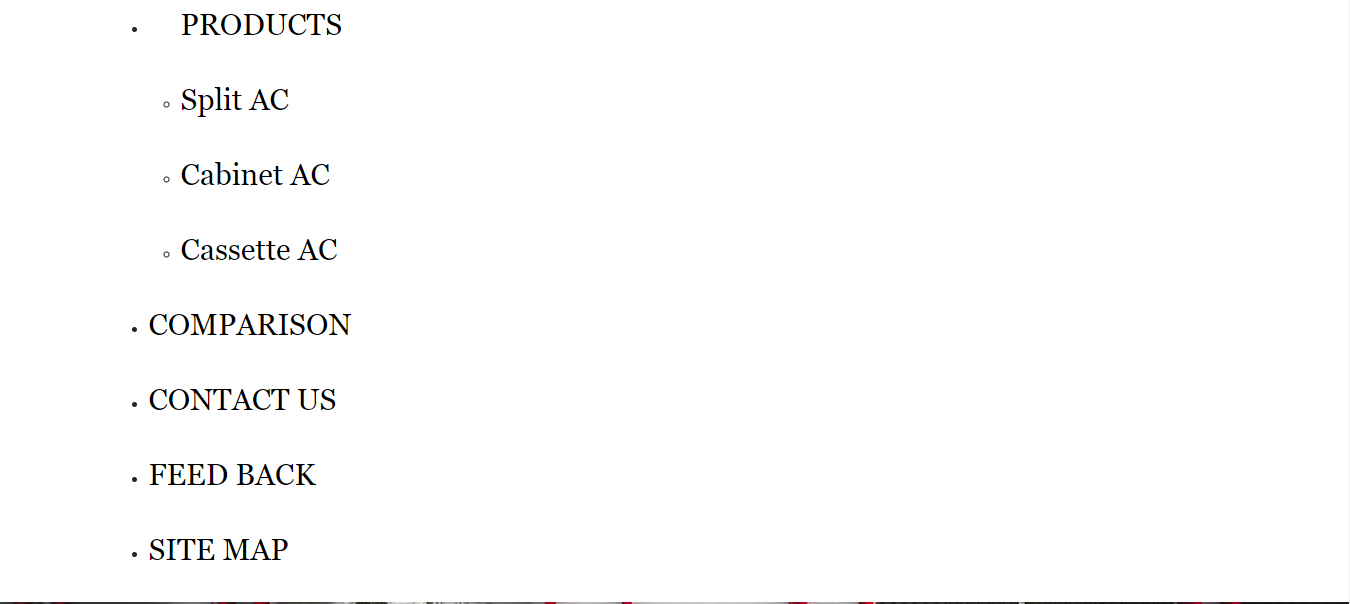 PRODUCTS
Split AC
Cabinet AC
Cassette AC
COMPARISON
CONTACT US
FEED BACK
SITE MAP